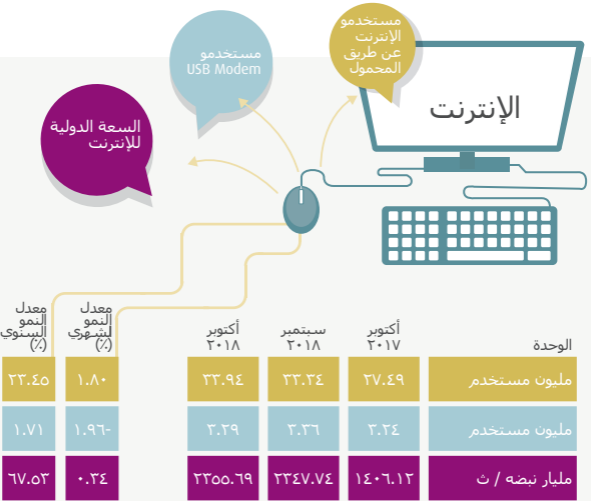 مستخدمو
الإنترنت
عن طريق
المحمول
مستخدمو
USB Modem
السعة الدولية
للإنترنت
الإنترنت
الوحدة
أكتوبر
٢٠١٧
سبتمبر
٢٠١٨
أكتوبر
٢٠١٨
معدل
النمو
الشهري
(٪)
معدل
النمو
السنوي
(٪)
مليون مستخدم ٢٧.٤٩ ٣٣.٣٤ ٣٣.٩٤ ١.٨٠ ٢٣.٤٥
مليون مستخدم ٣.٢٤ ٣.٣٦ ٣.٢٩ -١.٩٦ ١.٧١
مليار نبضه / ث ١٤٠٦.١٢ ٢٣٤٧.٧٤ ٢٣٥٥.٦٩ ٠.٣٤ ٦٧.٥٣